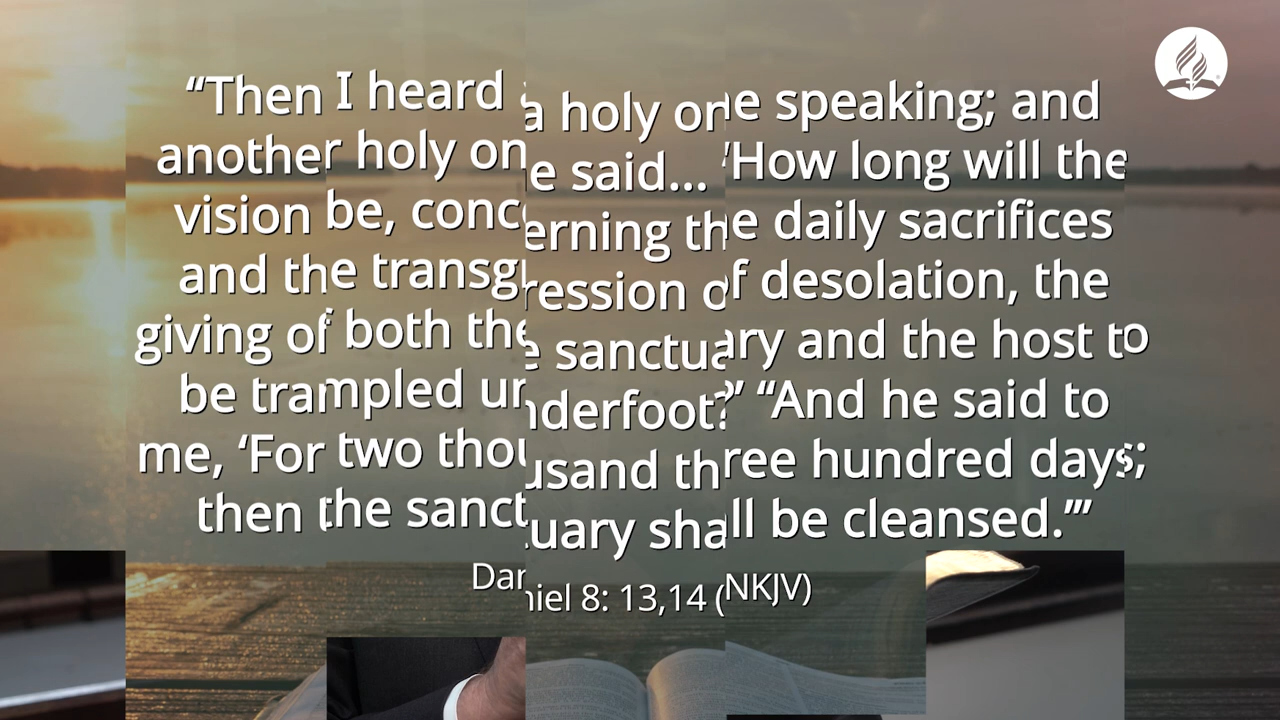 “Then I heard a holy one speaking; and
another holy one said... ‘How long will the
vision be, concerning the daily sacrifices
and the transgression of desolation, the
giving of both the sanctuary and the host to
be trampled underfoot?’ “And he said to
me, ‘For two thousand three hundred days;
then the sanctuary shall be cleansed.’”
Daniel 8: 13,14 (NKJV)